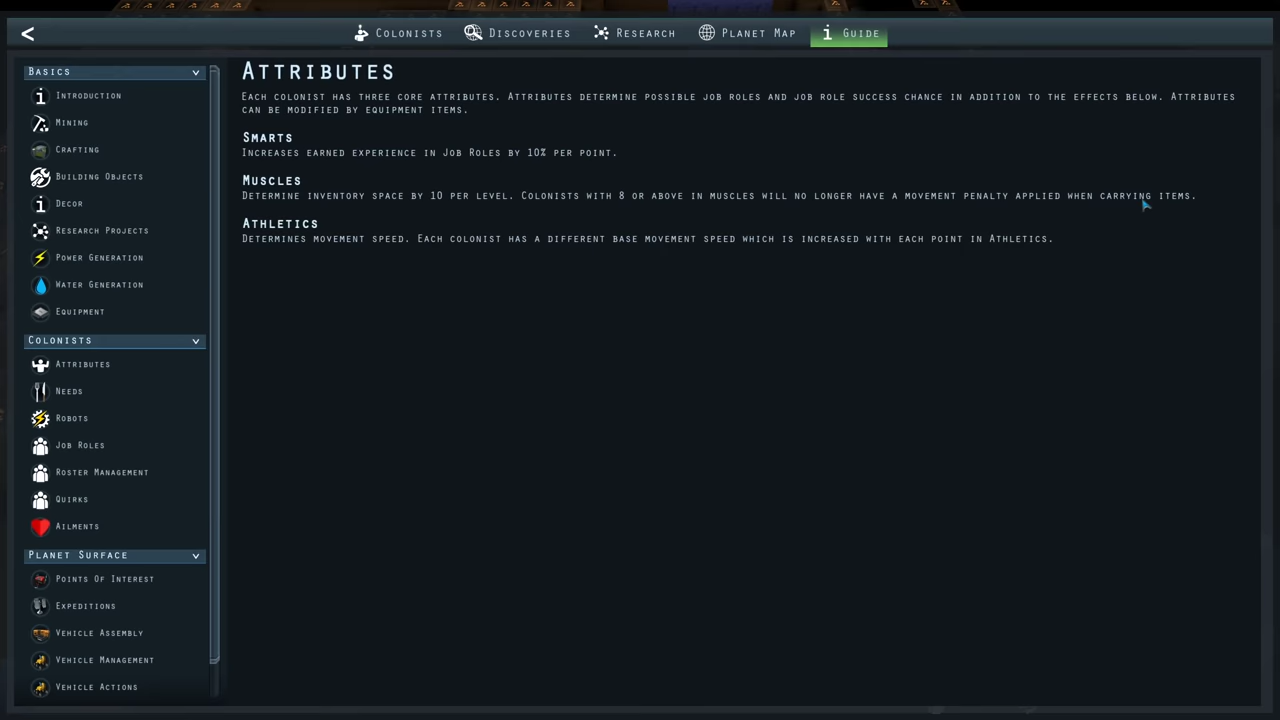 <
COLONISTS
DISCOVERIES
RESEARCH
PLANET MAP
i GUIDE
BASICS
INTRODUCTION
MINING
CRAFTING
BUILDING OBJECTS
DECOR
RESEARCH PROJECTS
POWER GENERATION
WATER GENERATION
EQUIPMENT
COLONISTS
ATTRIBUTES
NEEDS
ROBOTS
JOB ROLES
ROSTER MANAGEMENT
QUIRKS
AILMENTS
PLANET SURFACE
POINTS OF INTEREST
EXPEDITIONS
VEHICLE ASSEMBLY
VEHICLE MANAGEMENT
VEHICLE ACTIONS
ATTRIBUTES
EACH COLONIST HAS THREE CORE ATTRIBUTES. ATTRIBUTES DETERMINE POSSIBLE JOB ROLES AND JOB ROLE SUCCESS CHANCE IN ADDITION TO THE EFFECTS BELOW. ATTRIBUTES
CAN BE MODIFIED BY EQUIPMENT ITEMS.
SMARTS
INCREASES EARNED EXPERIENCE IN JOB ROLES BY 10% PER POINT.
MUSCLES
DETERMINE INVENTORY SPACE BY 10 PER LEVEL. COLONISTS WITH 8 OR ABOVE IN MUSCLES WILL NO LONGER HAVE A MOVEMENT PENALTY APPLIED WHEN CARRYING ITEMS.
ATHLETICS
DETERMINES MOVEMENT SPEED. EACH COLONIST HAS A DIFFERENT BASE MOVEMENT SPEED WHICH IS INCREASED WITH EACH POINT IN ATHLETICS.